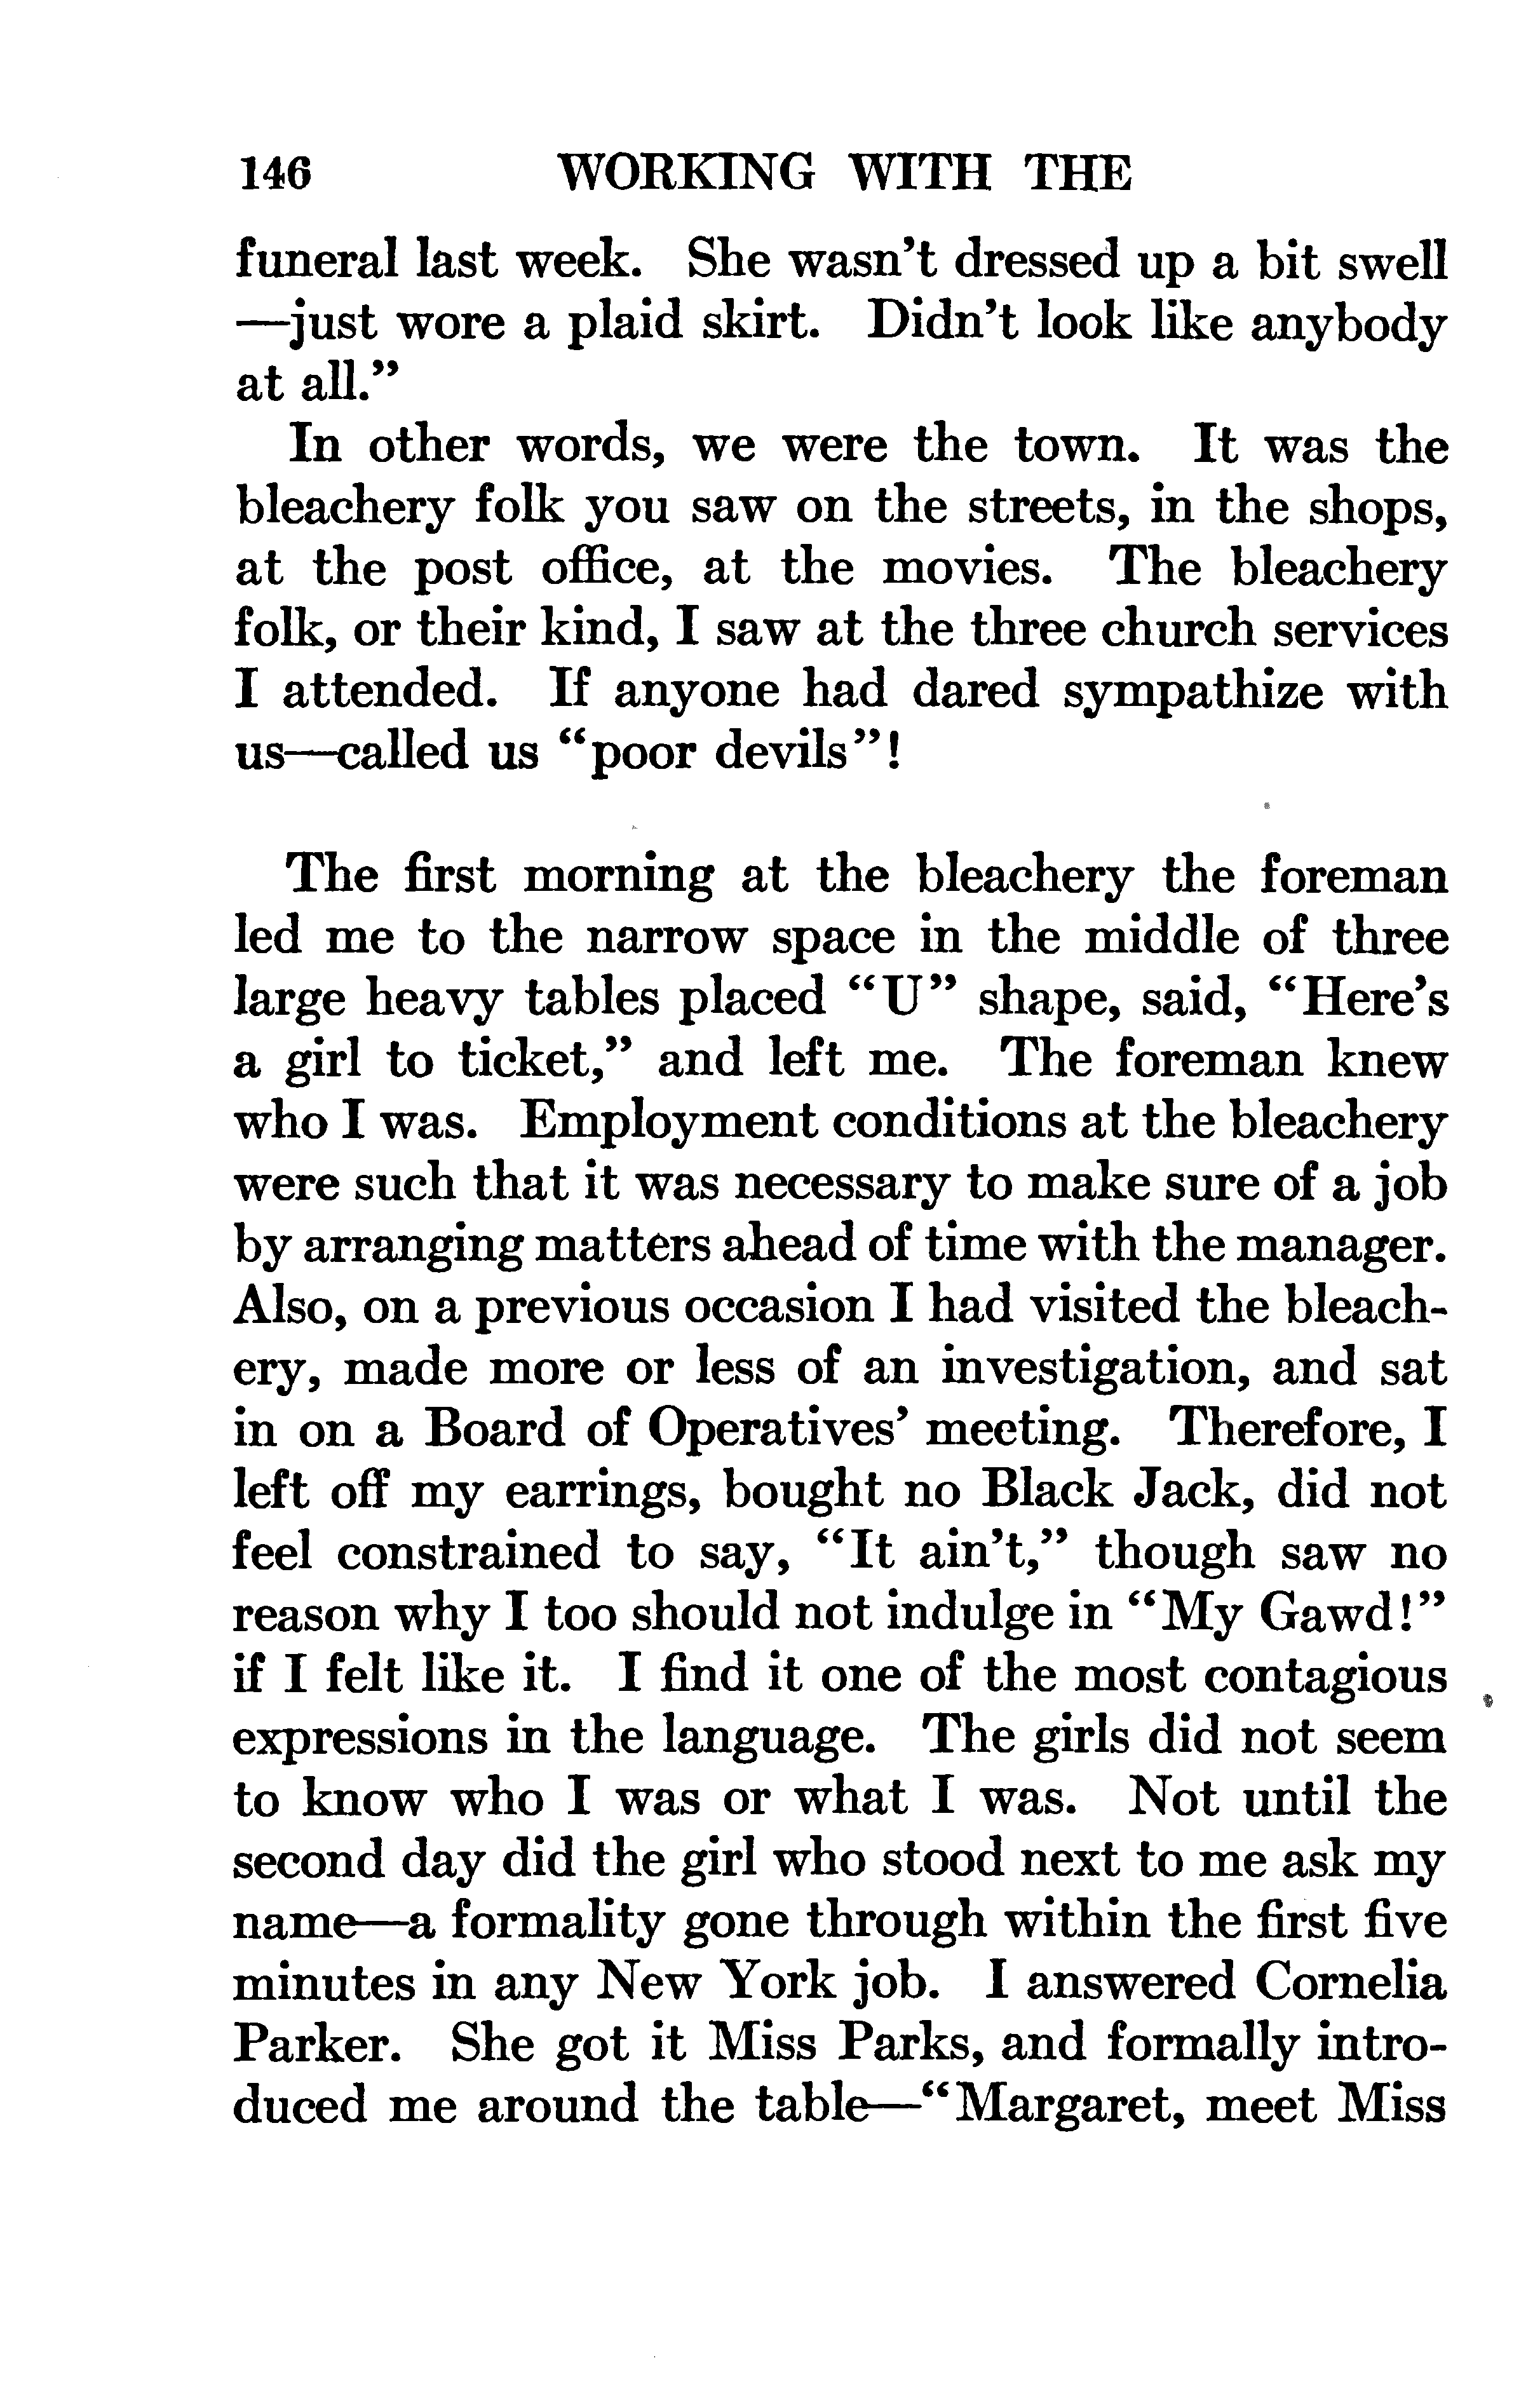 146 WORKING WITH THE
funeral last week. She wasn't dressed up a bit swell
—just wore a plaid skirt. Didn't look like anybody
at all.”
In other words, we were the town. It was the
bleachery folk you saw on the streets, in the shops,
at the post office, at the movies. The bleachery
folk, or their kind, I saw at the three church services
I attended. If anyone had dared sympathize with
us—called us “poor devils”!
The first morning at the bleachery the foreman
led me to the narrow space in the middle of three
large heavy tables placed “U” shape, said, “Here's
a girl to ticket,” and left me. The foreman knew
who I was. Employment conditions at the bleachery
were such that it was necessary to make sure of a job
by arranging matters ahead of time with the manager.
Also, on a previous occasion I had visited the bleach-
ery, made more or less of an investigation, and sat
in on a Board of Operatives' meeting. Therefore, I
left off my earrings, bought no Black Jack, did not
feel constrained to say, “It ain't,” though saw no
reason why I too should not indulge in “My Gawd!”
if I felt like it. I find it one of the most contagious
expressions in the language. The girls did not seem
to know who I was or what I was. Not until the
second day did the girl who stood next to me ask my
name—a formality gone through within the first five
minutes in any New York job. I answered Cornelia
Parker. She got it Miss Parks, and formally intro-
duced me around the table—“Margaret, meet Miss